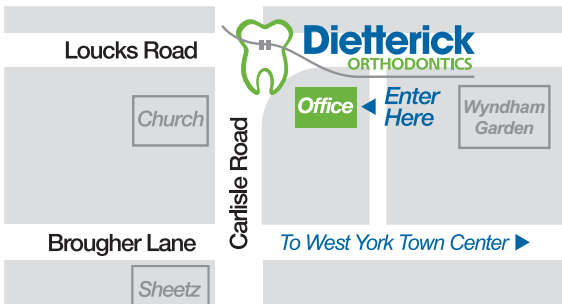 Loucks Road
Dietterick
ORTHODONTICS
Church
Office
Enter
Here
Wyndham
Garden
Carlisle Road
Brougher Lane
To West York Town Center
Sheetz